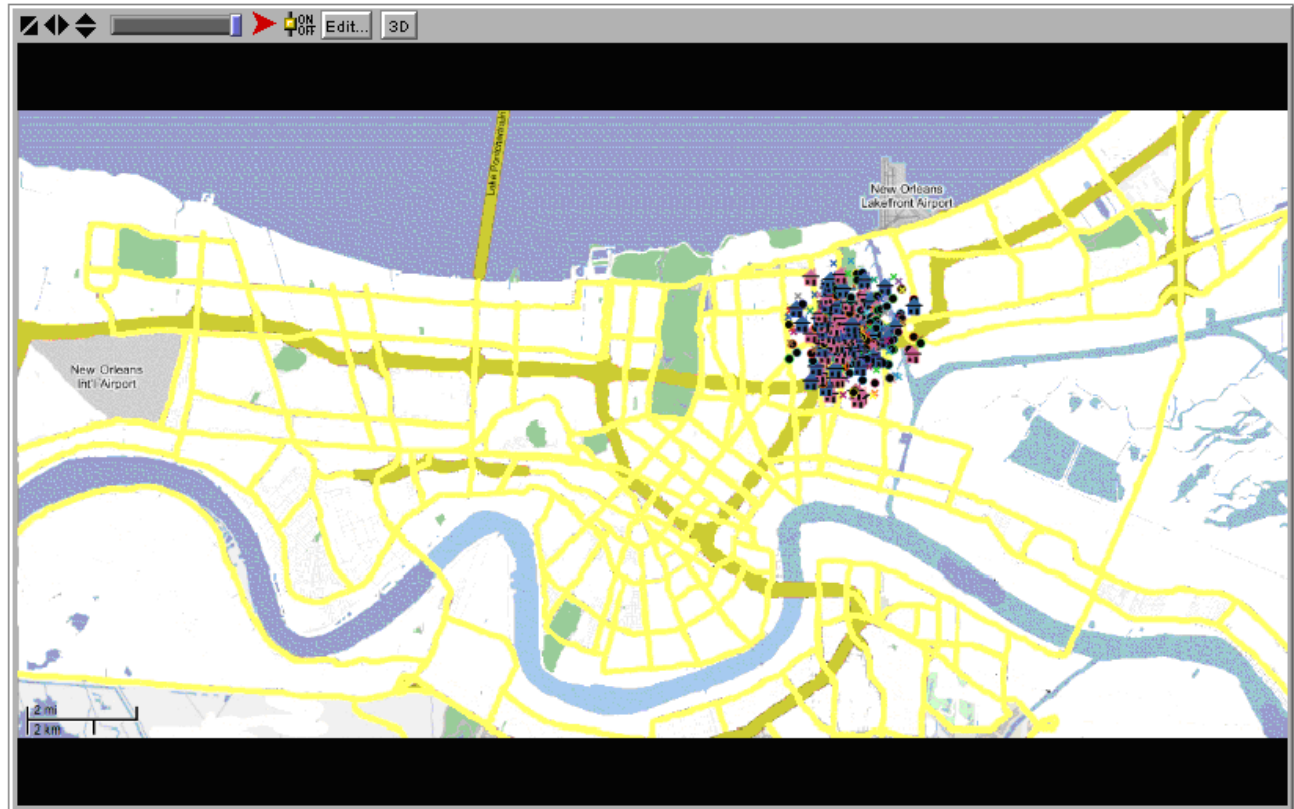 ON
OFF
Edit...
3D
Lake Pontchartrain
New Orleans
Lakefront Airport
New Orleans
Int'l Airport
2 mi
2 km